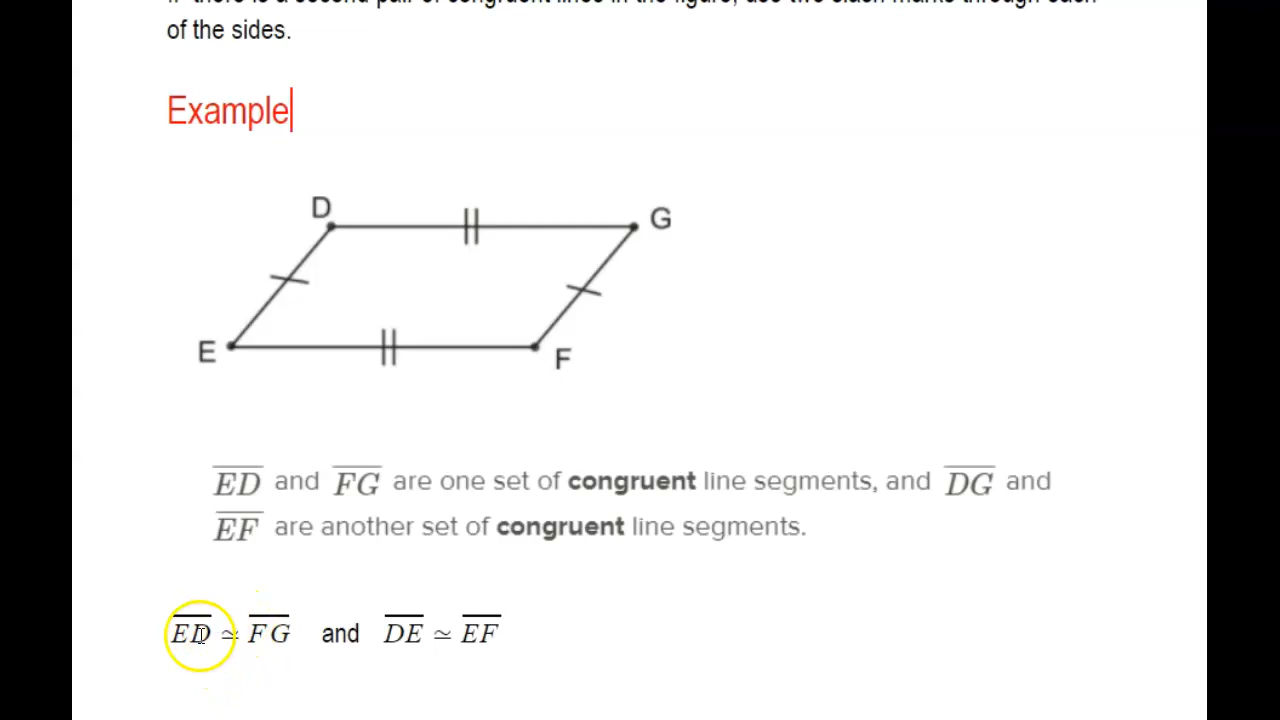 of the sides.
Example
D
G
E
F
ED and FG are one set of congruent line segments, and DG and
EF are another set of congruent line segments.
ED ≃ FG and DE ≃ EF